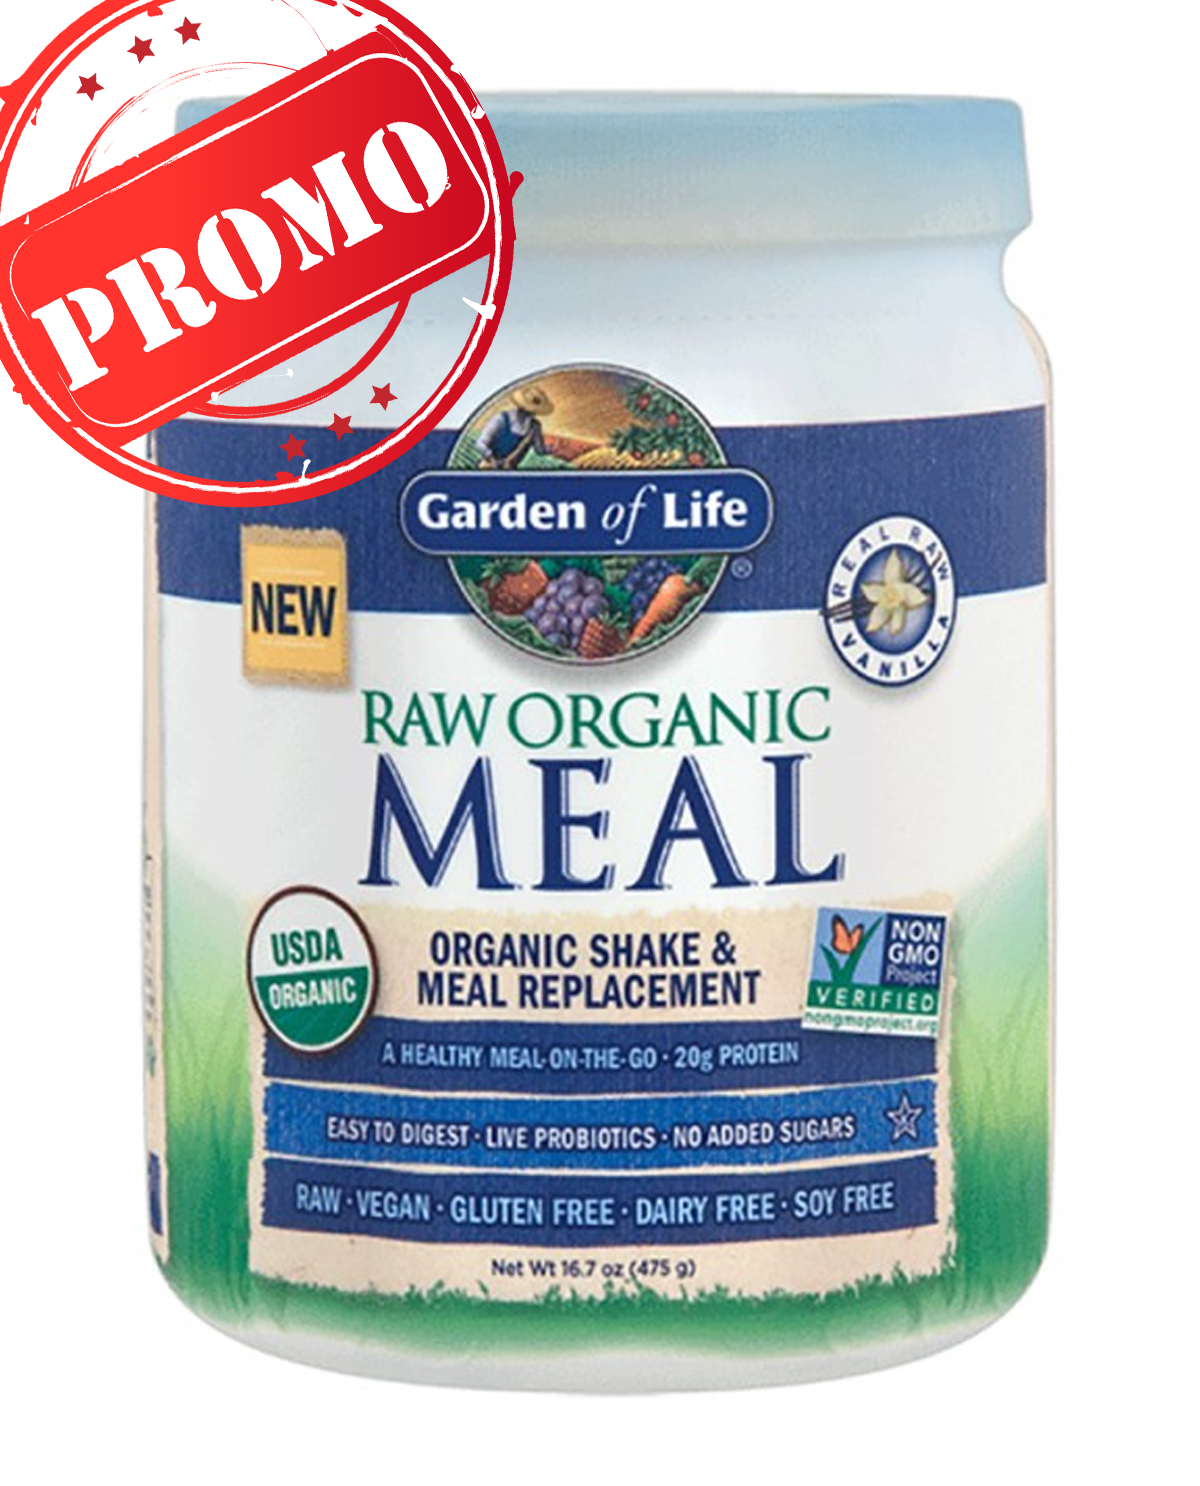 PROMO
Garden of Life
®
NEW
REAL RAW
VANILLA
RAW ORGANIC
MEAL
USDA
ORGANIC
ORGANIC SHAKE &
MEAL REPLACEMENT
NON
GMO
Project
VERIFIED
nongmoproject.org
A HEALTHY MEAL-ON-THE-GO · 20g PROTEIN
EASY TO DIGEST · LIVE PROBIOTICS · NO ADDED SUGARS
RAW · VEGAN · GLUTEN FREE · DAIRY FREE · SOY FREE
Net Wt 16.7 oz (475 g)